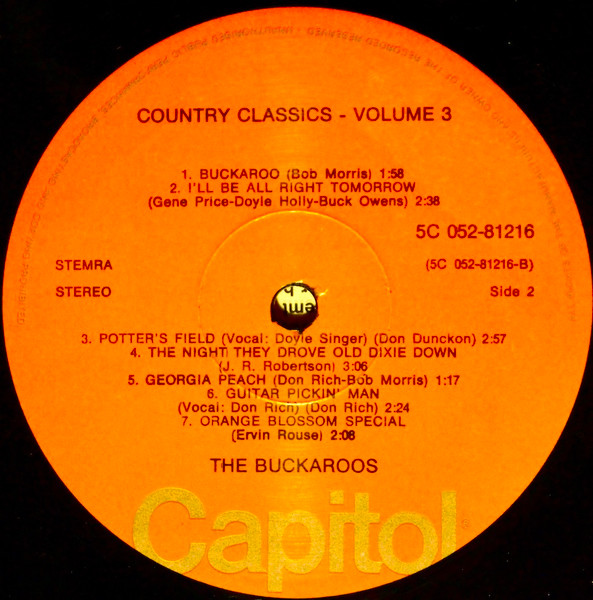 COUNTRY CLASSICS - VOLUME 3
1. BUCKAROO (Bob Morris) 1:58
2. I'LL BE ALL RIGHT TOMORROW
(Gene Price-Doyle Holly-Buck Owens) 2:38
5C 052-81216
STEMRA
(5C 052-81216-B)
STEREO
Side 2
3. POTTER'S FIELD (Vocal: Doyle Singer) (Don Dunckon) 2:57
4. THE NIGHT THEY DROVE OLD DIXIE DOWN
(J. R. Robertson) 3:06
5. GEORGIA PEACH (Don Rich-Bob Morris) 1:17
6. GUITAR PICKIN' MAN
(Vocal: Don Rich) (Don Rich) 2:24
7. ORANGE BLOSSOM SPECIAL
(Ervin Rouse) 2:08
THE BUCKAROOS
Capitol